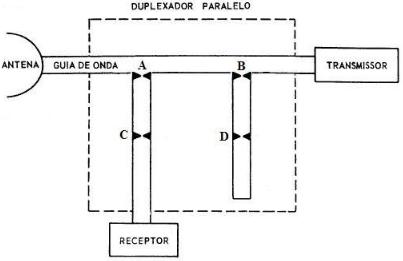 DUPLEXADOR PARALELO
ANTENA
GUIA DE ONDA
A
B
TRANSMISSOR
C
D
RECEPTOR